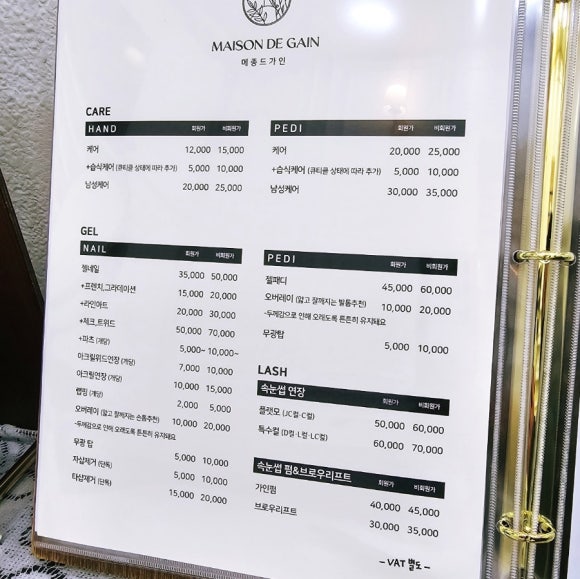 MAISON DE GAIN
메종드가인
CARE
HAND 회원가 비회원가
케어 12,000 15,000
+습식케어 (큐티클 상태에 따라 추가) 5,000 10,000
남성케어 20,000 25,000
PEDI 회원가 비회원가
케어 20,000 25,000
+습식케어 (큐티클 상태에 따라 추가) 5,000 10,000
남성케어 30,000 35,000
GEL
NAIL 회원가 비회원가
젤네일 35,000 50,000
+프렌치,그라데이션 15,000 20,000
+라인아트 20,000 30,000
+체크,트위드 50,000 70,000
+파츠 (개당) 5,000~ 10,000~
아크릴위드연장 (개당) 7,000 10,000
아크릴연장 (개당) 10,000 15,000
랩핑 (개당) 2,000 5,000
오버레이 (얇고 잘깨지는 손톱추천) 10,000 20,000
-두께감으로 인해 오래도록 튼튼히 유지돼요
무광 탑 5,000 10,000
자샵제거 (단독) 5,000 10,000
타샵제거 (단독) 15,000 20,000
PEDI 회원가 비회원가
젤패디 45,000 60,000
오버레이 (얇고 잘깨지는 발톱추천) 10,000 20,000
-두께감으로 인해 오래도록 튼튼히 유지돼요
무광탑 5,000 10,000
LASH
속눈썹 연장 회원가 비회원가
플랫모 (JC컬·C컬) 50,000 60,000
특수컬 (D컬·L컬·LC컬) 60,000 70,000
속눈썹 펌&브로우리프트 회원가 비회원가
가인펌 40,000 45,000
브로우리프트 30,000 35,000
- VAT 별도 -